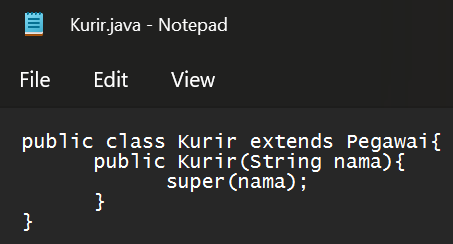 Kurir.java - Notepad
File Edit View
public class Kurir extends Pegawai{
public Kurir(String nama){
super(nama);
}
}